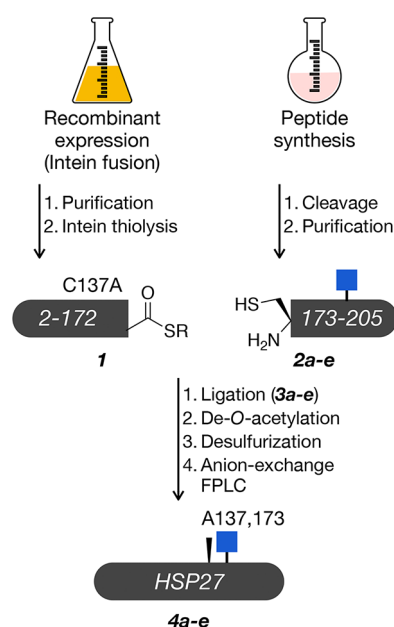 Recombinant
expression
(Intein fusion)
Peptide
synthesis
1. Purification
2. Intein thiolysis
1. Cleavage
2. Purification
C137A
2-172
O
SR
1
HS
H₂N
173-205
2a-e
1. Ligation (3a-e)
2. De-O-acetylation
3. Desulfurization
4. Anion-exchange
FPLC
A137,173
HSP27
4a-e